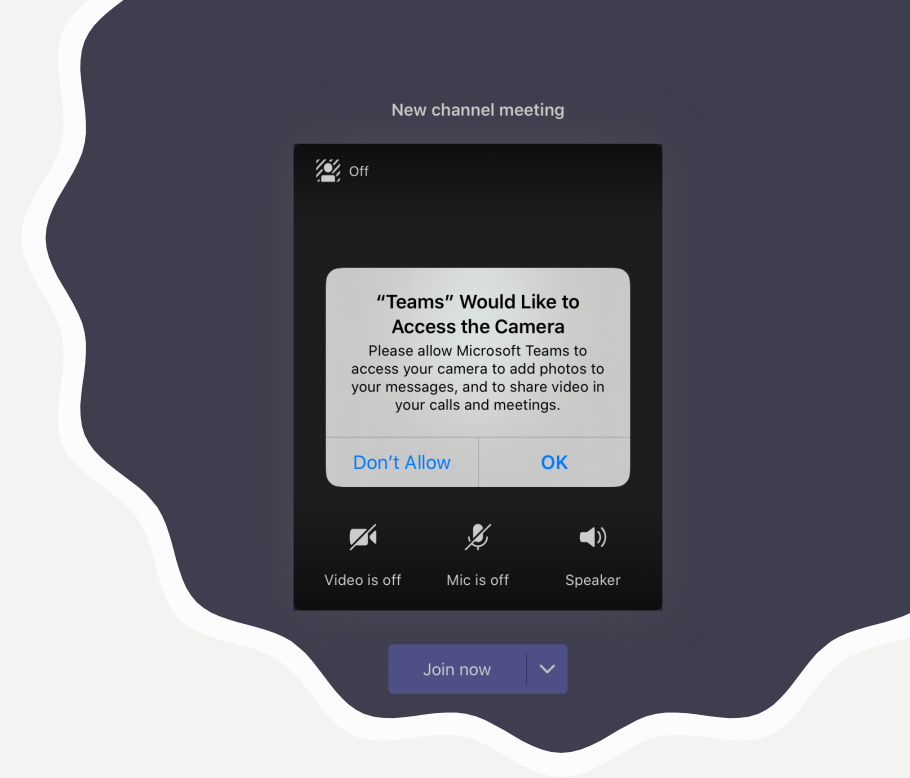 New channel meeting
Off
“Teams” Would Like to
Access the Camera
Please allow Microsoft Teams to
access your camera to add photos to
your messages, and to share video in
your calls and meetings.
Don’t Allow
OK
Video is off
Mic is off
Speaker
Join now